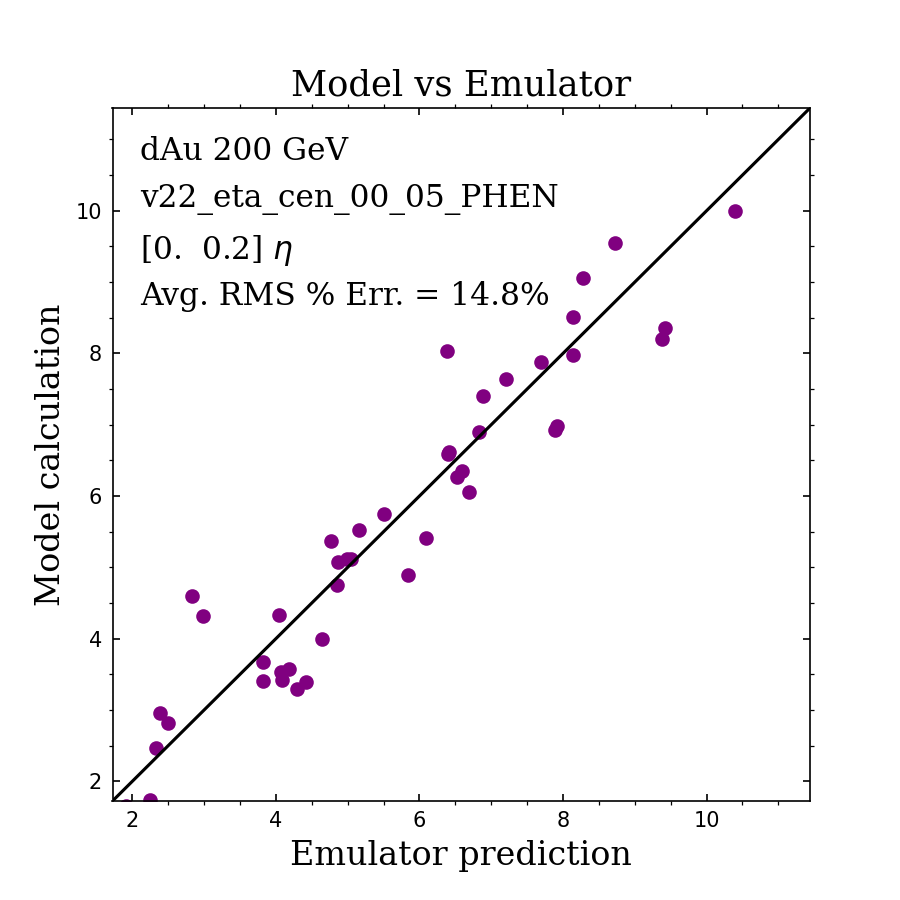 Model vs Emulator
dAu 200 GeV
v22_eta_cen_00_05_PHEN
[0.  0.2] η
Avg. RMS % Err. = 14.8%
Model calculation
10
8
6
4
2
2 4 6 8 10
Emulator prediction